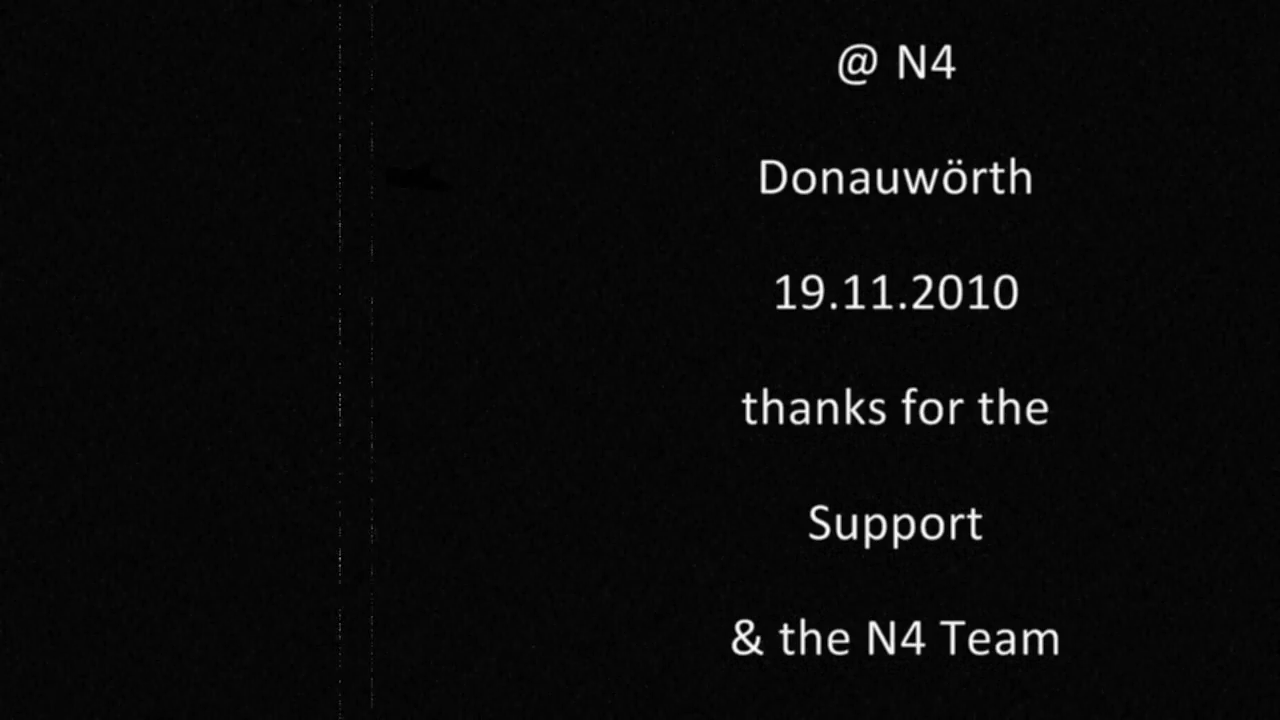 @ N4
Donauwörth
19.11.2010
thanks for the
Support
& the N4 Team